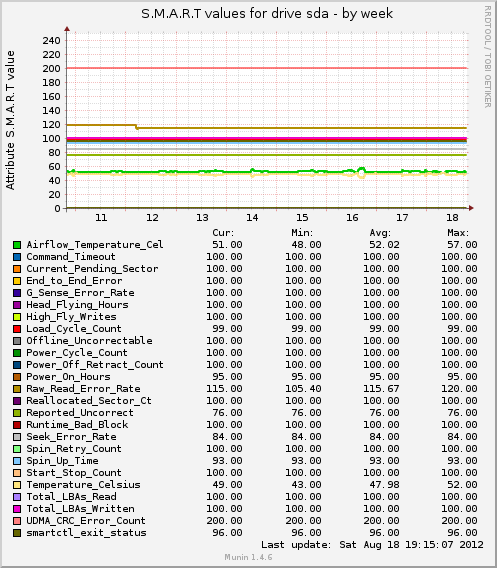 S.M.A.R.T values for drive sda - by week
RRDTOOL / TOBI OETIKER
Attribute S.M.A.R.T value
240
220
200
180
160
140
120
100
80
60
40
20
0
11 12 13 14 15 16 17 18
Cur: Min: Avg: Max:
Airflow_Temperature_Cel 51.00 48.00 52.02 57.00
Command_Timeout 100.00 100.00 100.00 100.00
Current_Pending_Sector 100.00 100.00 100.00 100.00
End_to_End_Error 100.00 100.00 100.00 100.00
G_Sense_Error_Rate 100.00 100.00 100.00 100.00
Head_Flying_Hours 100.00 100.00 100.00 100.00
High_Fly_Writes 100.00 100.00 100.00 100.00
Load_Cycle_Count 99.00 99.00 99.00 99.00
Offline_Uncorrectable 100.00 100.00 100.00 100.00
Power_Cycle_Count 100.00 100.00 100.00 100.00
Power_Off_Retract_Count 100.00 100.00 100.00 100.00
Power_On_Hours 95.00 95.00 95.00 95.00
Raw_Read_Error_Rate 115.00 105.40 115.67 120.00
Reallocated_Sector_Ct 100.00 100.00 100.00 100.00
Reported_Uncorrect 76.00 76.00 76.00 76.00
Runtime_Bad_Block 100.00 100.00 100.00 100.00
Seek_Error_Rate 84.00 84.00 84.00 84.00
Spin_Retry_Count 100.00 100.00 100.00 100.00
Spin_Up_Time 93.00 93.00 93.00 93.00
Start_Stop_Count 100.00 100.00 100.00 100.00
Temperature_Celsius 49.00 43.00 47.98 52.00
Total_LBAs_Read 100.00 100.00 100.00 100.00
Total_LBAs_Written 100.00 100.00 100.00 100.00
UDMA_CRC_Error_Count 200.00 200.00 200.00 200.00
smartctl_exit_status 96.00 96.00 96.00 96.00
Last update: Sat Aug 18 19:15:07 2012
Munin 1.4.6